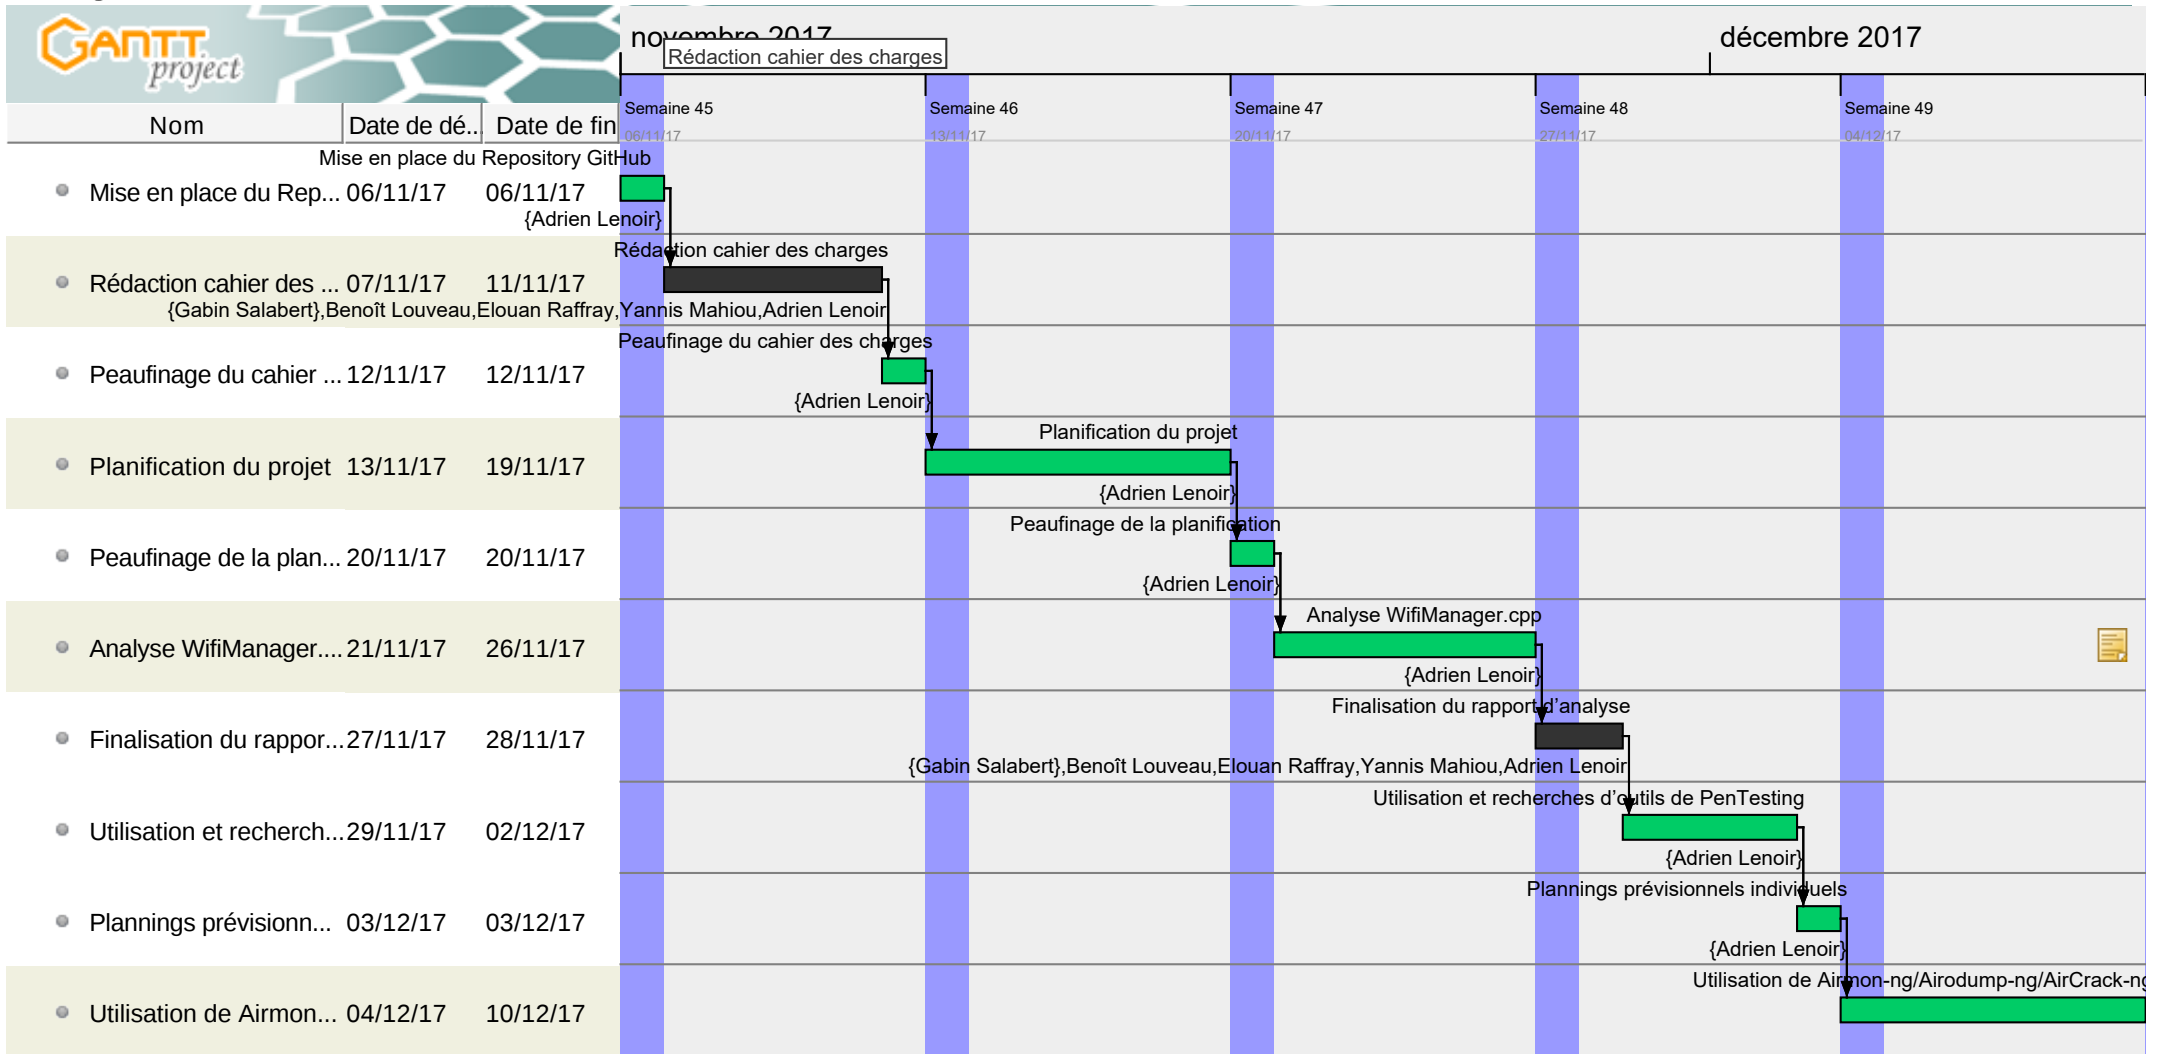 GANTT
project
novembre 2017
décembre 2017
Rédaction cahier des charges
Semaine 45
Semaine 46
Semaine 47
Semaine 48
Semaine 49
Nom
Date de dé...
Date de fin
06/11/17
13/11/17
20/11/17
27/11/17
04/12/17
Mise en place du Repository GitHub
Mise en place du Rep... 06/11/17 06/11/17
{Adrien Lenoir}
Rédaction cahier des charges
Rédaction cahier des ... 07/11/17 11/11/17
{Gabin Salabert},Benoît Louveau,Elouan Raffray,Yannis Mahiou,Adrien Lenoir
Peaufinage du cahier des charges
Peaufinage du cahier ... 12/11/17 12/11/17
{Adrien Lenoir}
Planification du projet
Planification du projet 13/11/17 19/11/17
{Adrien Lenoir}
Peaufinage de la planification
Peaufinage de la plan... 20/11/17 20/11/17
{Adrien Lenoir}
Analyse WifiManager.cpp
Analyse WifiManager.... 21/11/17 26/11/17
{Adrien Lenoir}
Finalisation du rapport d'analyse
Finalisation du rappor... 27/11/17 28/11/17
{Gabin Salabert},Benoît Louveau,Elouan Raffray,Yannis Mahiou,Adrien Lenoir
Utilisation et recherches d'outils de PenTesting
Utilisation et recherch... 29/11/17 02/12/17
{Adrien Lenoir}
Plannings prévisionnels individuels
Plannings prévisionn... 03/12/17 03/12/17
{Adrien Lenoir}
Utilisation de Airmon-ng/Airodump-ng/AirCrack-ng
Utilisation de Airmon... 04/12/17 10/12/17